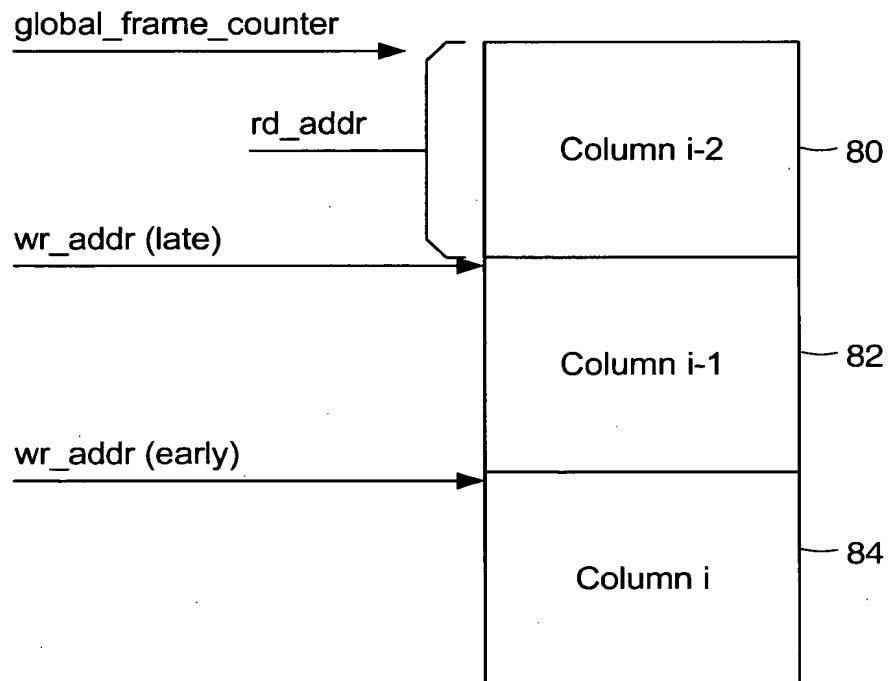 global_frame_counter
rd_addr
Column i-2
80
wr_addr (late)
Column i-1
82
wr_addr (early)
84
Column i